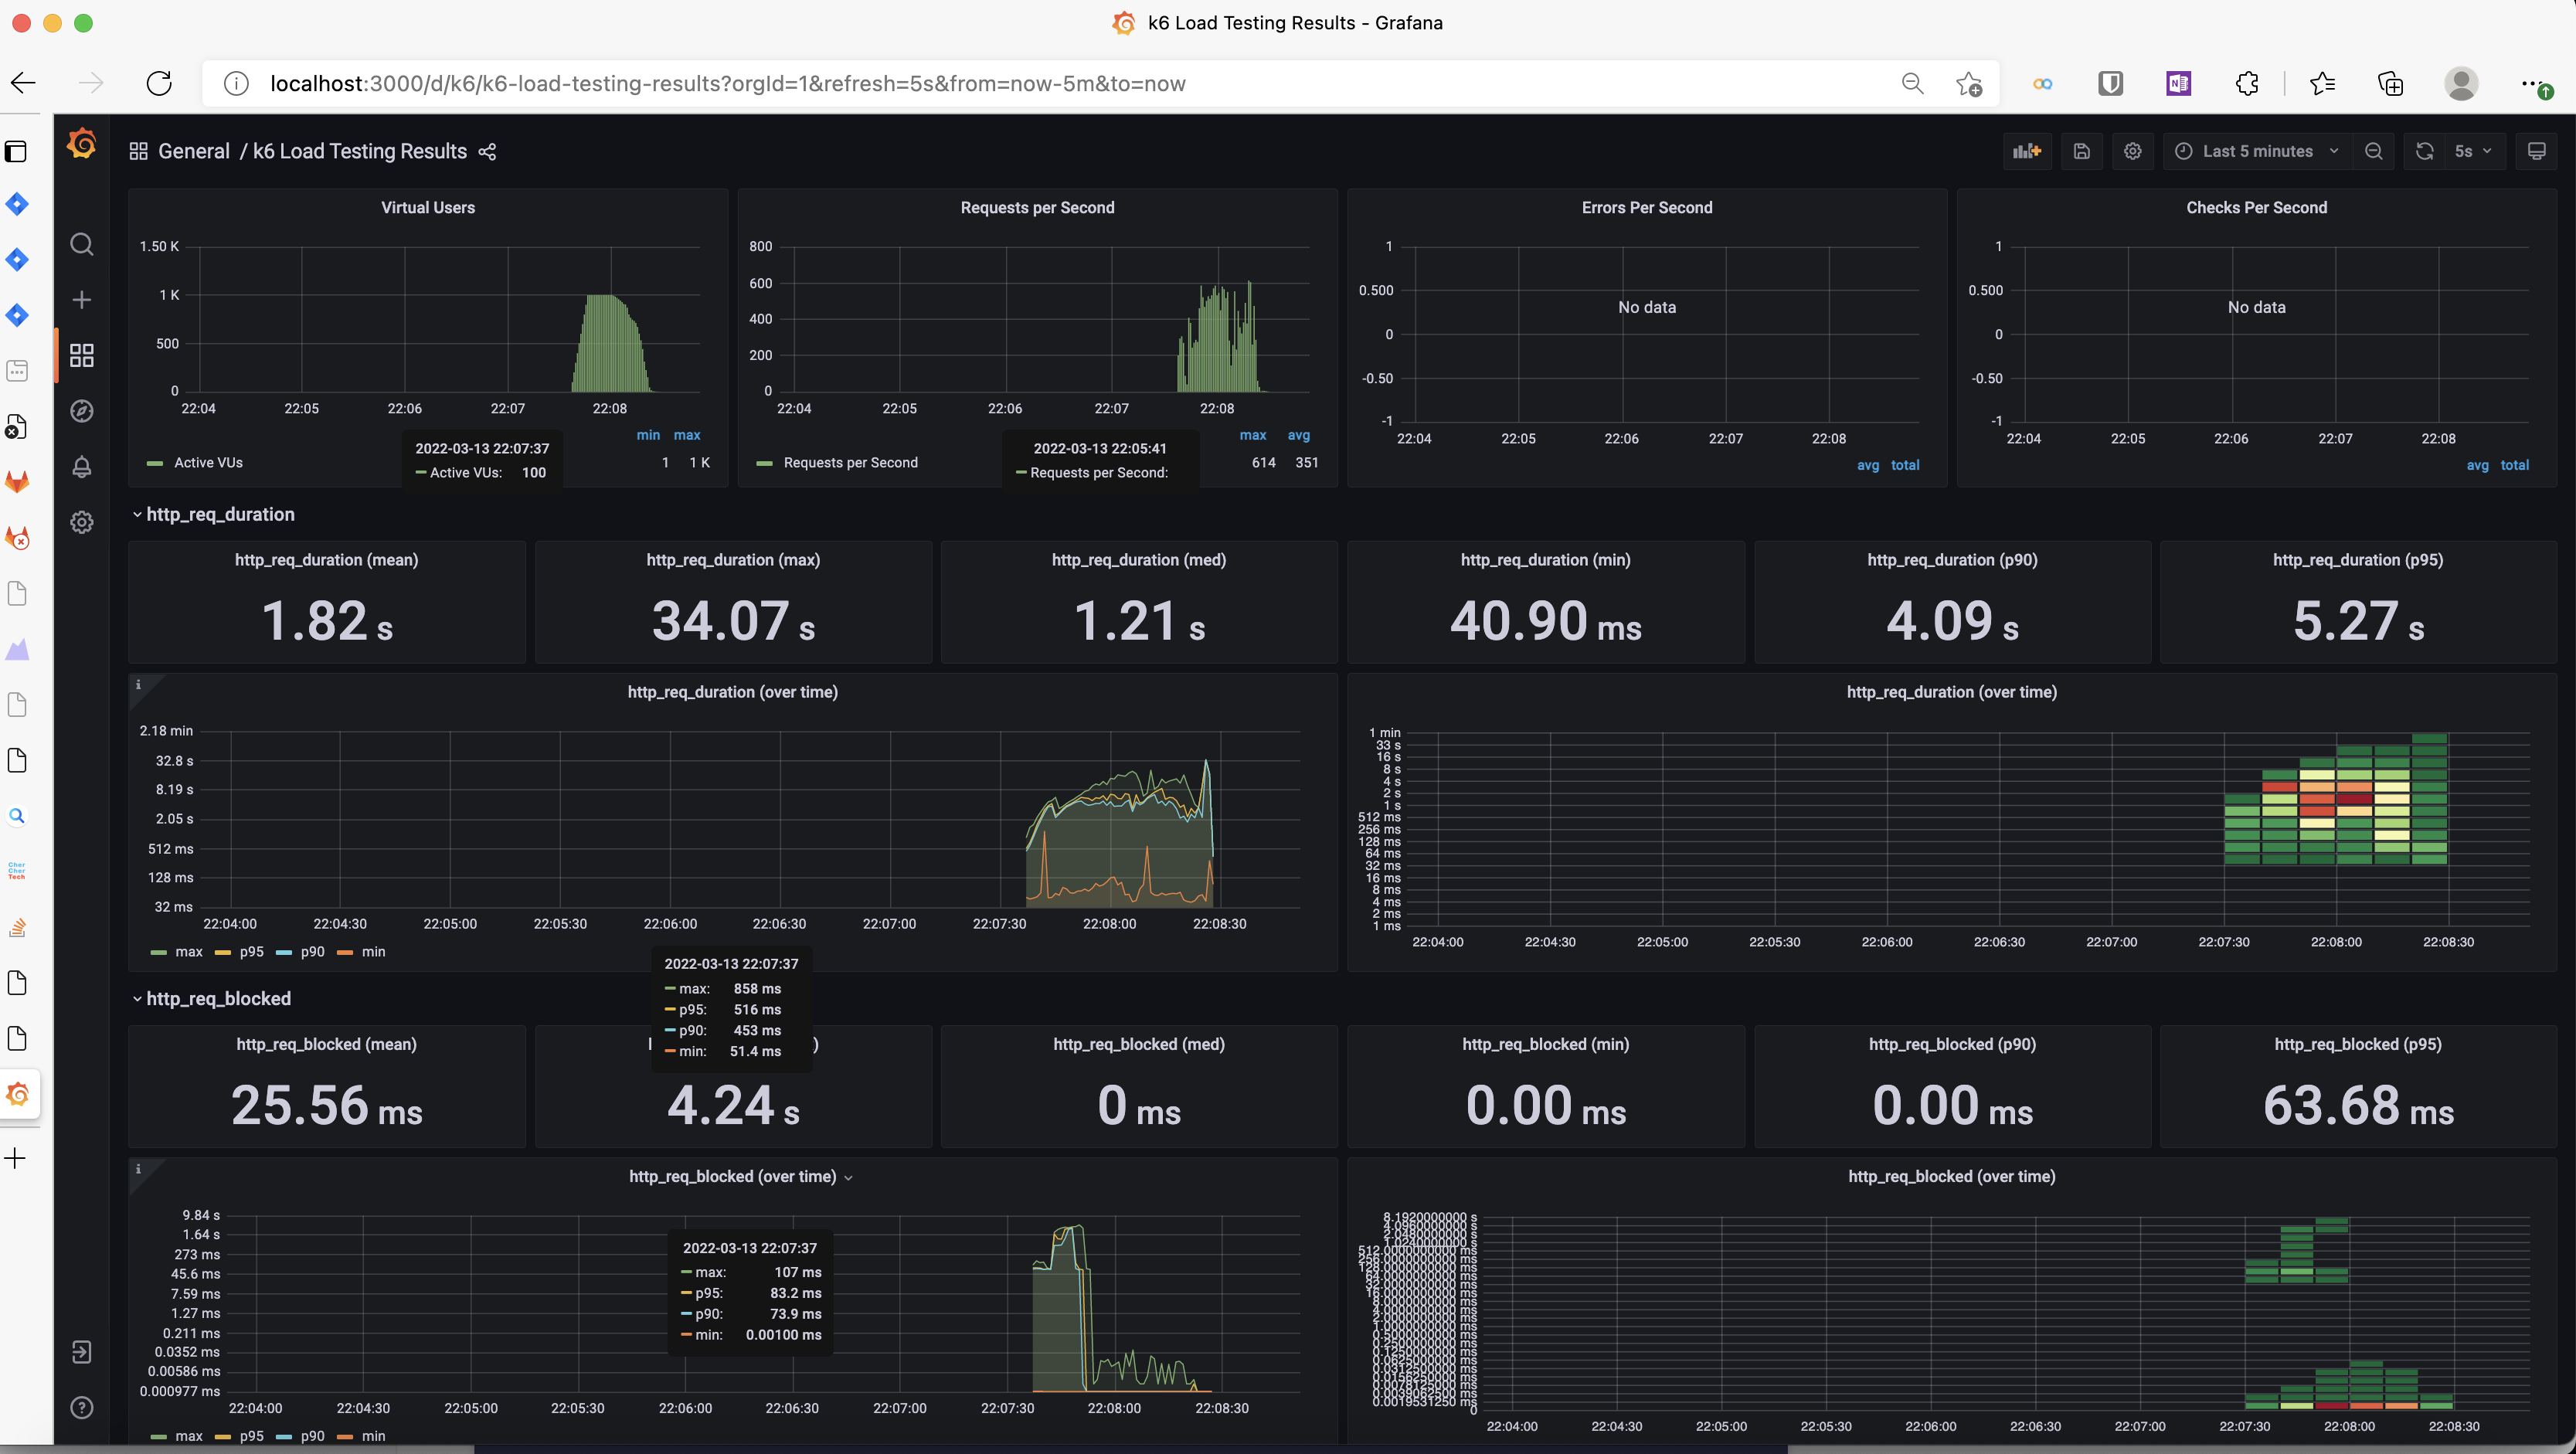 k6 Load Testing Results - Grafana
localhost:3000/d/k6/k6-load-testing-results?orgId=1&refresh=5s&from=now-5m&to=now
General / k6 Load Testing Results
Last 5 minutes
5s
Virtual Users
1.50 K
1 K
500
0
22:04 22:05 22:06 22:07 22:08
min max
Active VUs 1 1 K
2022-03-13 22:07:37
Active VUs: 100
Requests per Second
800
600
400
200
0
22:04 22:05 22:06 22:07 22:08
max avg
Requests per Second 614 351
2022-03-13 22:05:41
Requests per Second:
Errors Per Second
1
0.500
0
-0.50
-1
No data
22:04 22:05 22:06 22:07 22:08
avg total
Checks Per Second
1
0.500
0
-0.50
-1
No data
22:04 22:05 22:06 22:07 22:08
avg total
http_req_duration
http_req_duration (mean)
1.82 s
http_req_duration (max)
34.07 s
http_req_duration (med)
1.21 s
http_req_duration (min)
40.90 ms
http_req_duration (p90)
4.09 s
http_req_duration (p95)
5.27 s
http_req_duration (over time)
2.18 min
32.8 s
8.19 s
2.05 s
512 ms
128 ms
32 ms
22:04:00 22:04:30 22:05:00 22:05:30 22:06:00 22:06:30 22:07:00 22:07:30 22:08:00 22:08:30
max p95 p90 min
2022-03-13 22:07:37
max: 858 ms
p95: 516 ms
p90: 453 ms
min: 51.4 ms
http_req_duration (over time)
1 min
33 s
16 s
8 s
4 s
2 s
1 s
512 ms
256 ms
128 ms
64 ms
32 ms
16 ms
8 ms
4 ms
2 ms
1 ms
22:04:00 22:04:30 22:05:00 22:05:30 22:06:00 22:06:30 22:07:00 22:07:30 22:08:00 22:08:30
http_req_blocked
http_req_blocked (mean)
25.56 ms
4.24 s
http_req_blocked (med)
0 ms
http_req_blocked (min)
0.00 ms
http_req_blocked (p90)
0.00 ms
http_req_blocked (p95)
63.68 ms
http_req_blocked (over time)
9.84 s
1.64 s
273 ms
45.6 ms
7.59 ms
1.27 ms
0.211 ms
0.0352 ms
0.00586 ms
0.000977 ms
22:04:00 22:04:30 22:05:00 22:05:30 22:06:00 22:06:30 22:07:00 22:07:30 22:08:00 22:08:30
max p95 p90 min
2022-03-13 22:07:37
max: 107 ms
p95: 83.2 ms
p90: 73.9 ms
min: 0.00100 ms
http_req_blocked (over time)
8.1920000000 s
0.0019531250 ms
0
22:04:00 22:04:30 22:05:00 22:05:30 22:06:00 22:06:30 22:07:00 22:07:30 22:08:00 22:08:30
Cher
Cher
Tech